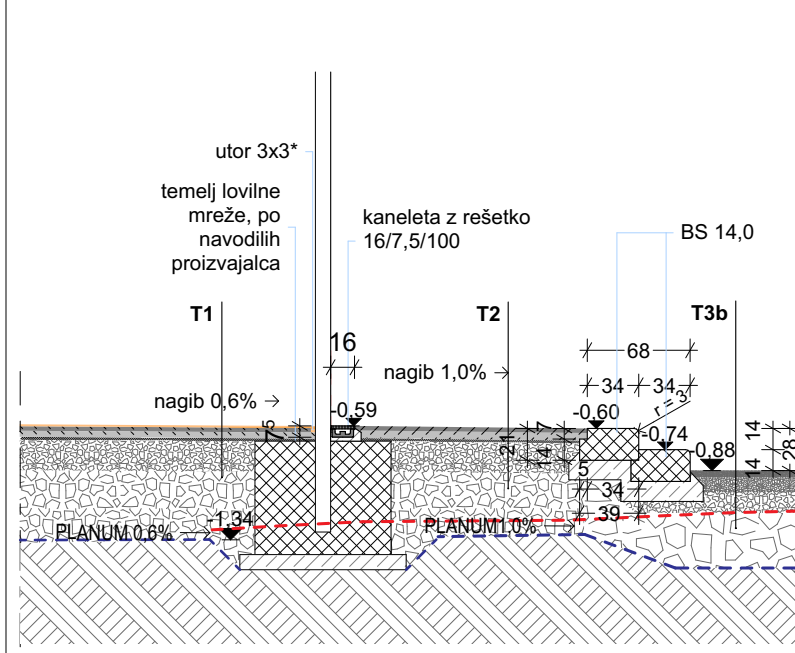 utor 3x3*
temelj lovilne
mreže, po
navodilih
proizvajalca
kaneleta z rešetko
16/7,5/100
BS 14,0
T1
T2
T3b
16
68
nagib 1,0% →
34
34
nagib 0,6% →
r = 3
-0,59
-0,60
-0,74
-0,88
7,5
21
7
14
14
14
28
5
34
39
-1,34
PLANUM 0,6%
PLANUM1,0%